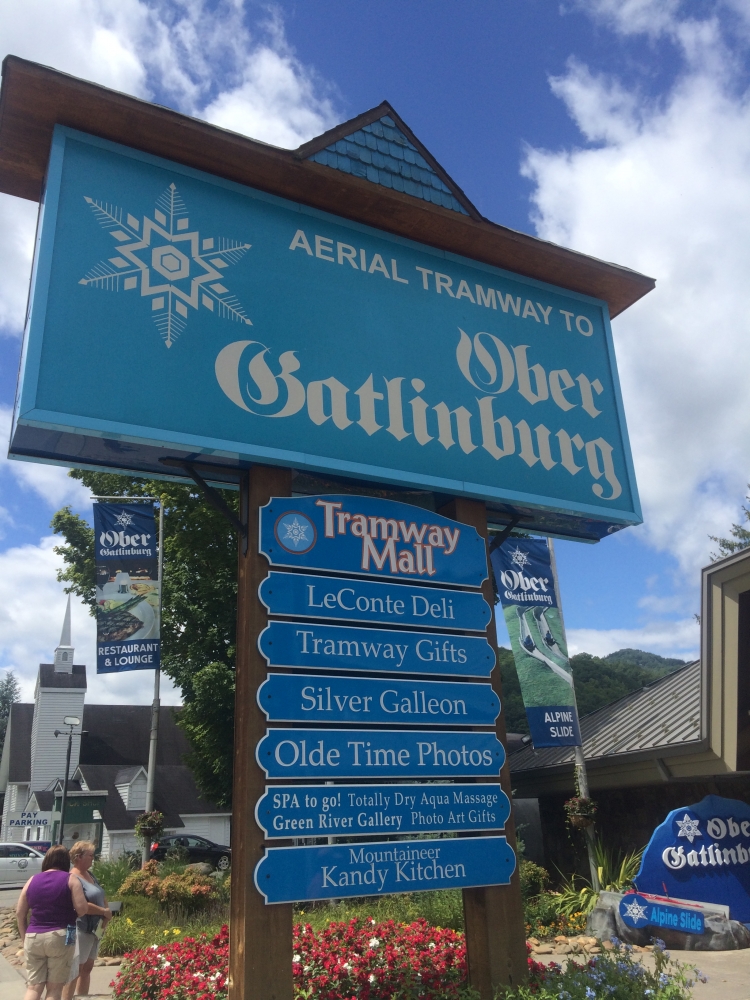 AERIAL TRAMWAY TO
Ober
Gatlinburg
Tramway
Mall
LeConte Deli
Tramway Gifts
Silver Galleon
Olde Time Photos
SPA to go! Totally Dry Aqua Massage
Green River Gallery Photo Art Gifts
Mountaineer
Kandy Kitchen
Ober
Gatlinburg
RESTAURANT
& LOUNGE
Ober
Gatlinburg
ALPINE
SLIDE
PAY
PARKING
Ober
Gatlinb
Alpine Slide